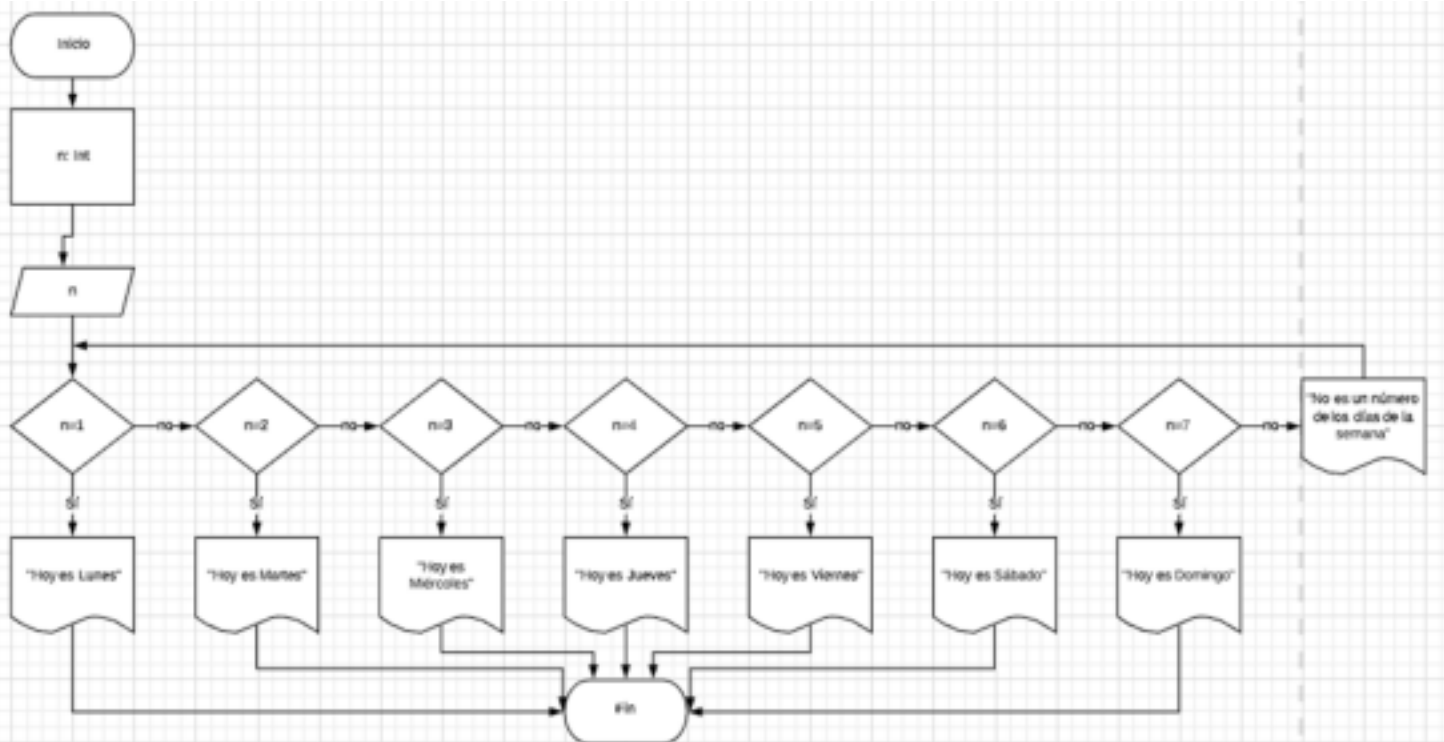 Inicio
n: Int
n
n=1
no
n=2
no
n=3
no
n=4
no
n=5
no
n=6
no
n=7
no
"No es un número
de los días de la
semana"
Sí
Sí
Sí
Sí
Sí
Sí
Sí
"Hoy es Lunes"
"Hoy es Martes"
"Hoy es
Miércoles"
"Hoy es Jueves"
"Hoy es Viernes"
"Hoy es Sábado"
"Hoy es Domingo"
Fin